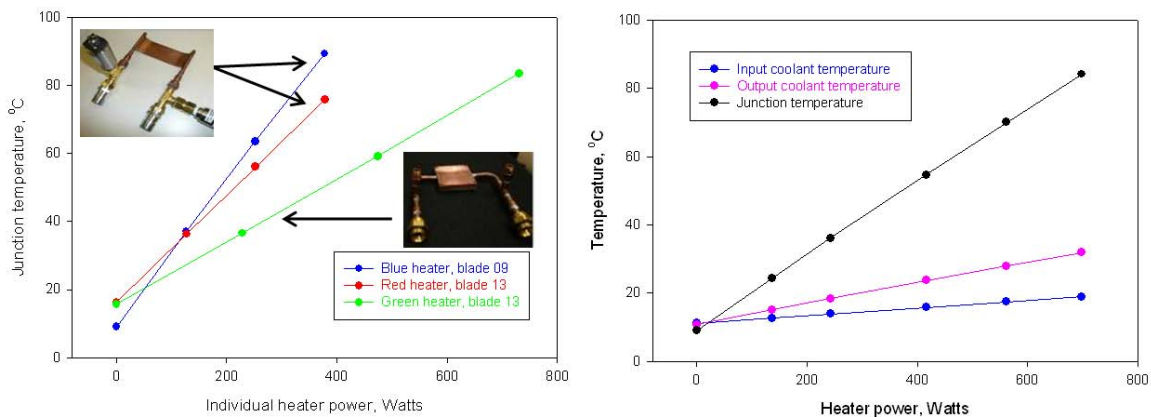 100
80
60
40
20
0
Junction temperature, ⁰C
Blue heater, blade 09
Red heater, blade 13
Green heater, blade 13
0 200 400 600 800
Individual heater power, Watts
100
80
60
40
20
0
Temperature, ⁰C
Input coolant temperature
Output coolant temperature
Junction temperature
0 200 400 600 800
Heater power, Watts